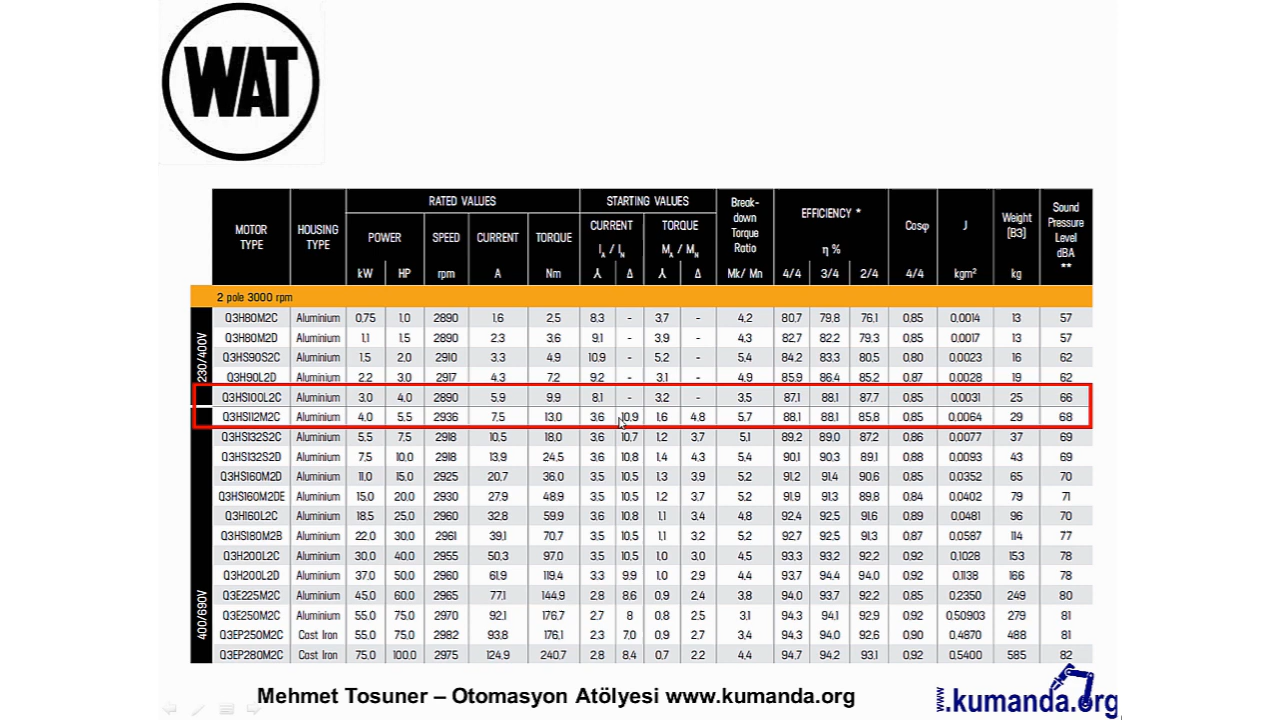 WAT
RATED VALUES STARTING VALUES
MOTOR TYPE HOUSING TYPE POWER SPEED CURRENT TORQUE CURRENT TORQUE Break-down Torque Ratio EFFICIENCY * Cosφ J Weight [B3] Sound Pressure Level dBA **
I_A / I_N M_A / M_N η %
kW HP rpm A Nm ⅄ Δ ⅄ Δ Mk/ Mn 4/4 3/4 2/4 4/4 kgm² kg
2 pole 3000 rpm
230/400V
Q3H80M2C Aluminium 0.75 1.0 2890 1.6 2.5 8.3 - 3.7 - 4.2 80.7 79.8 76.1 0.85 0.0014 13 57
Q3H80M2D Aluminium 1.1 1.5 2890 2.3 3.6 9.1 - 3.9 - 4.3 82.7 82.2 79.3 0.85 0.0017 13 57
Q3HS90S2C Aluminium 1.5 2.0 2910 3.3 4.9 10.9 - 5.2 - 5.4 84.2 83.3 80.5 0.80 0.0023 16 62
Q3H90L2D Aluminium 2.2 3.0 2917 4.3 7.2 9.2 - 3.1 - 4.9 85.9 86.4 85.2 0.87 0.0028 19 62
Q3HS100L2C Aluminium 3.0 4.0 2890 5.9 9.9 8.1 - 3.2 - 3.5 87.1 88.1 87.7 0.85 0.0031 25 66
Q3HS112M2C Aluminium 4.0 5.5 2936 7.5 13.0 3.6 10.9 1.6 4.8 5.7 88.1 88.1 85.8 0.85 0.0064 29 68
Q3HS132S2C Aluminium 5.5 7.5 2918 10.5 18.0 3.6 10.7 1.2 3.7 5.1 89.2 89.0 87.2 0.86 0.0077 37 69
Q3HS132S2D Aluminium 7.5 10.0 2918 13.9 24.5 3.6 10.8 1.4 4.3 5.4 90.1 90.3 89.1 0.88 0.0093 43 69
Q3HS160M2D Aluminium 11.0 15.0 2925 20.7 36.0 3.5 10.5 1.3 3.9 5.2 91.2 91.4 90.6 0.85 0.0352 65 70
Q3HS160M2DE Aluminium 15.0 20.0 2930 27.9 48.9 3.5 10.5 1.2 3.7 5.2 91.9 91.3 89.8 0.84 0.0402 79 71
Q3H160L2C Aluminium 18.5 25.0 2960 32.8 59.9 3.6 10.8 1.1 3.4 4.8 92.4 92.5 91.6 0.89 0.0481 96 70
Q3HS180M2B Aluminium 22.0 30.0 2961 39.1 70.7 3.5 10.5 1.1 3.2 5.2 92.7 92.5 91.3 0.87 0.0587 114 77
Q3H200L2C Aluminium 30.0 40.0 2955 50.3 97.0 3.5 10.5 1.0 3.0 4.5 93.3 93.2 92.2 0.92 0.1028 153 78
Q3H200L2D Aluminium 37.0 50.0 2960 61.9 119.4 3.3 9.9 1.0 2.9 4.4 93.7 94.4 94.0 0.92 0.1138 166 78
400/690V
Q3E225M2C Aluminium 45.0 60.0 2965 77.1 144.9 2.8 8.6 0.9 2.4 3.8 94.0 93.7 92.2 0.85 0.2350 249 80
Q3E250M2C Aluminium 55.0 75.0 2970 92.1 176.7 2.7 8 0.8 2.5 3.1 94.3 94.1 92.9 0.92 0.50903 279 81
Q3EP250M2C Cast Iron 55.0 75.0 2982 93.8 176.1 2.3 7.0 0.9 2.7 3.4 94.3 94.0 92.6 0.90 0.4870 488 81
Q3EP280M2C Cast Iron 75.0 100.0 2975 124.9 240.7 2.8 8.4 0.7 2.2 4.4 94.7 94.2 93.1 0.92 0.5400 585 82
Mehmet Tosuner – Otomasyon Atölyesi www.kumanda.org
www.kumanda.org